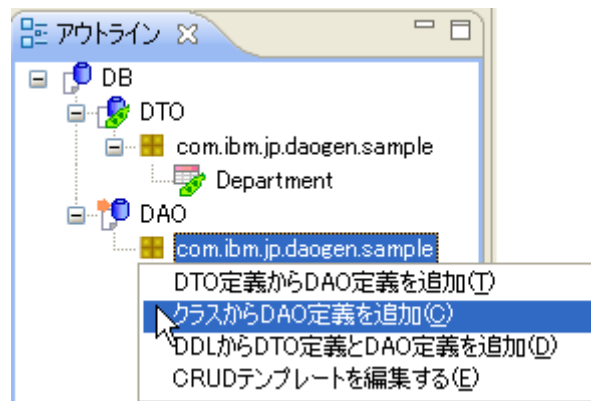 アウトライン
DB
DTO
com.ibm.jp.daogen.sample
Department
DAO
com.ibm.jp.daogen.sample
DTO定義からDAO定義を追加(T)
クラスからDAO定義を追加(C)
DDLからDTO定義とDAO定義を追加(D)
CRUDテンプレートを編集する(E)